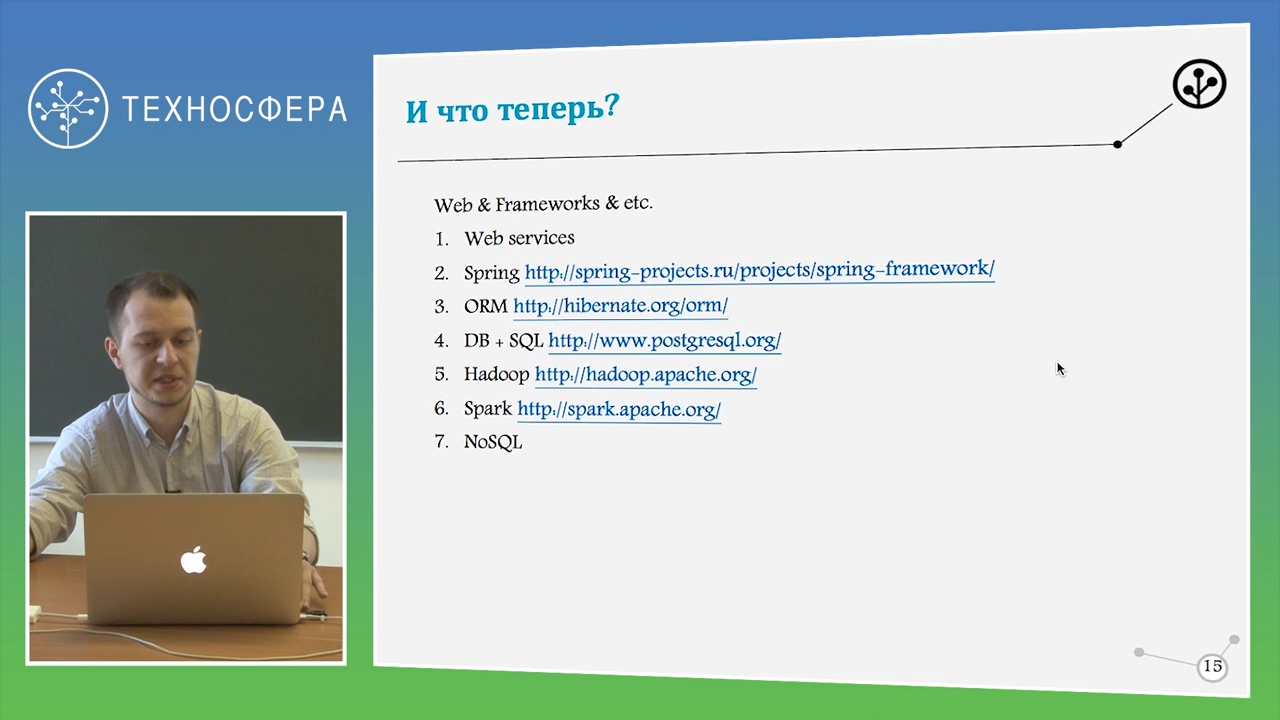 ТЕХНОСФЕРА
И что теперь?
Web & Frameworks & etc.
1. Web services
2. Spring http://spring-projects.ru/projects/spring-framework/
3. ORM http://hibernate.org/orm/
4. DB + SQL http://www.postgresql.org/
5. Hadoop http://hadoop.apache.org/
6. Spark http://spark.apache.org/
7. NoSQL
15